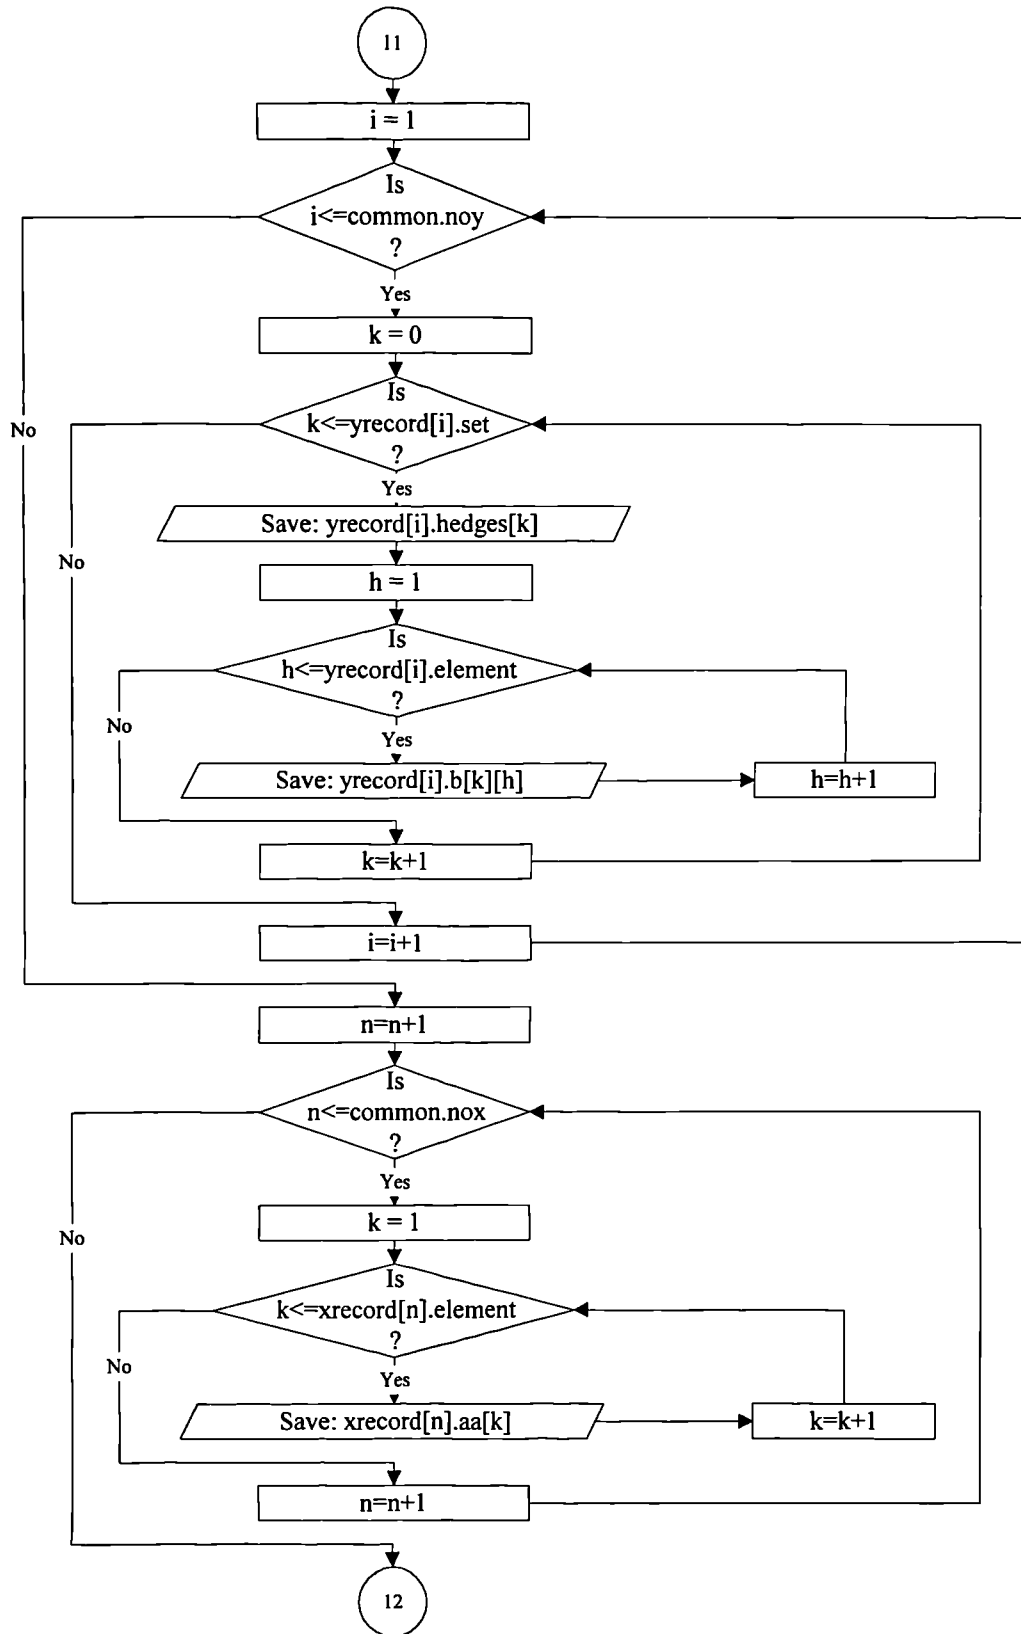 11
i = 1
Is
i<=common.noy
?
Yes
k = 0
Is
k<=yrecord[i].set
?
No
Yes
Save: yrecord[i].hedges[k]
No
h = 1
Is
h<=yrecord[i].element
?
No
Yes
Save: yrecord[i].b[k][h]
h=h+1
k=k+1
i=i+1
n=n+1
Is
n<=common.nox
?
Yes
k = 1
No
Is
k<=xrecord[n].element
?
No
Yes
Save: xrecord[n].aa[k]
k=k+1
n=n+1
12